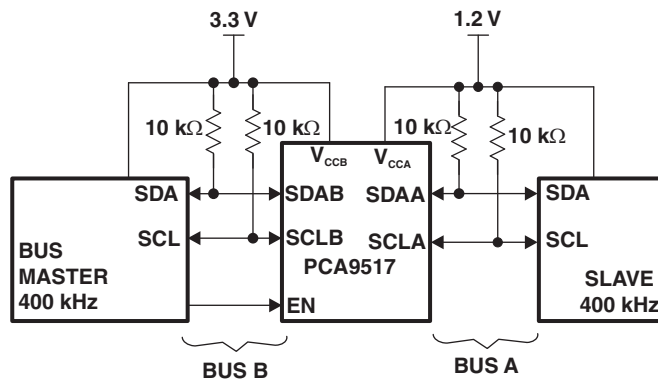 3.3 V
1.2 V
10 kΩ
10 kΩ
10 kΩ
10 kΩ
VCCB
VCCA
SDA
SDAB
SDAA
SDA
SCL
SCLB
SCLA
SCL
BUS
MASTER
400 kHz
PCA9517
SLAVE
400 kHz
EN
BUS B
BUS A